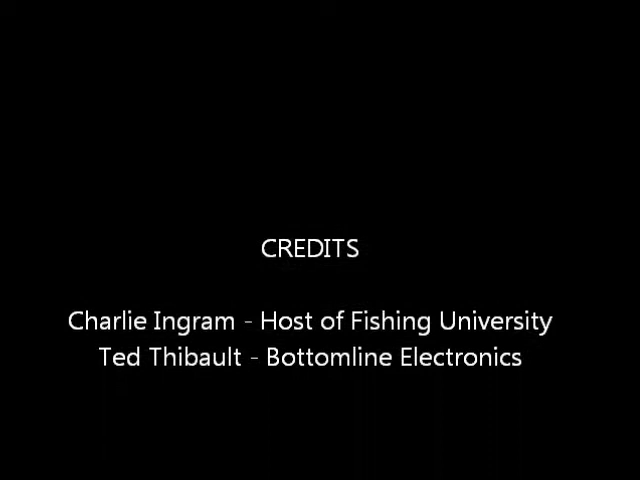 CREDITS
Charlie Ingram - Host of Fishing University
Ted Thibault - Bottomline Electronics